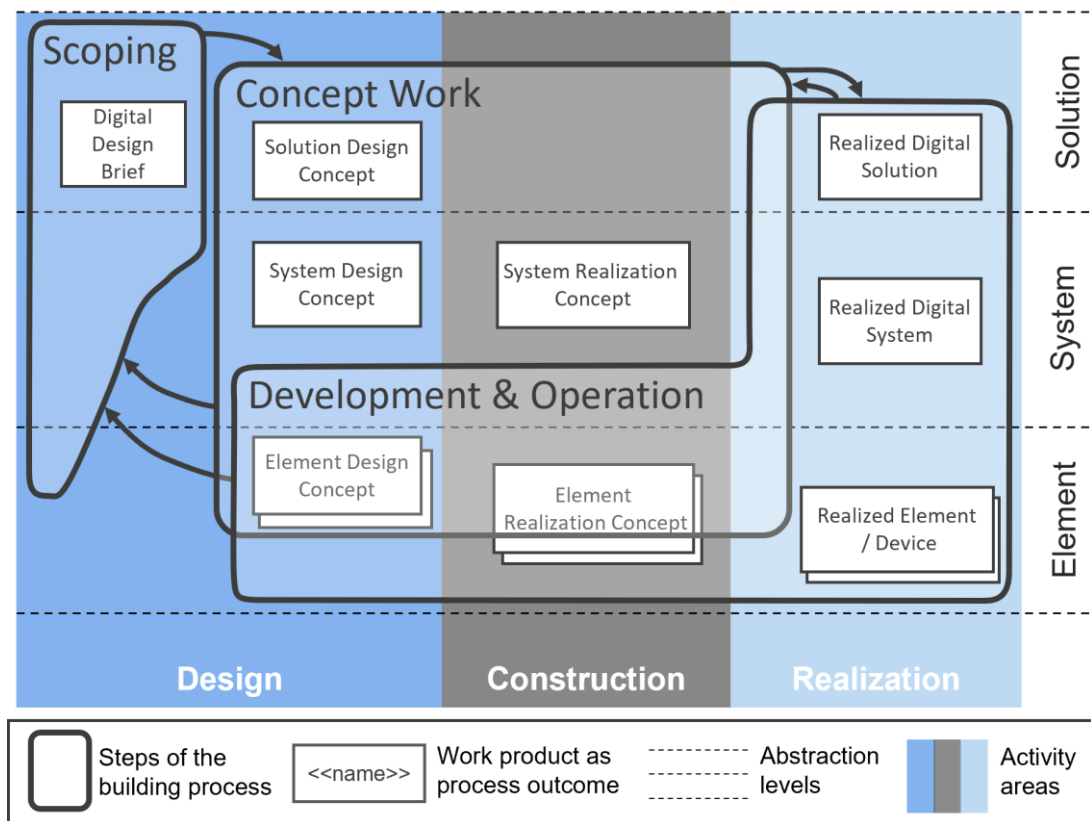 Scoping
Digital
Design
Brief
Concept Work
Solution Design
Concept
Realized Digital
Solution
Solution
System Design
Concept
System Realization
Concept
Realized Digital
System
System
Development & Operation
Element Design
Concept
Element
Realization Concept
Realized Element
/ Device
Element
Design
Construction
Realization
Steps of the
building process
<<name>>
Work product as
process outcome
Abstraction
levels
Activity
areas